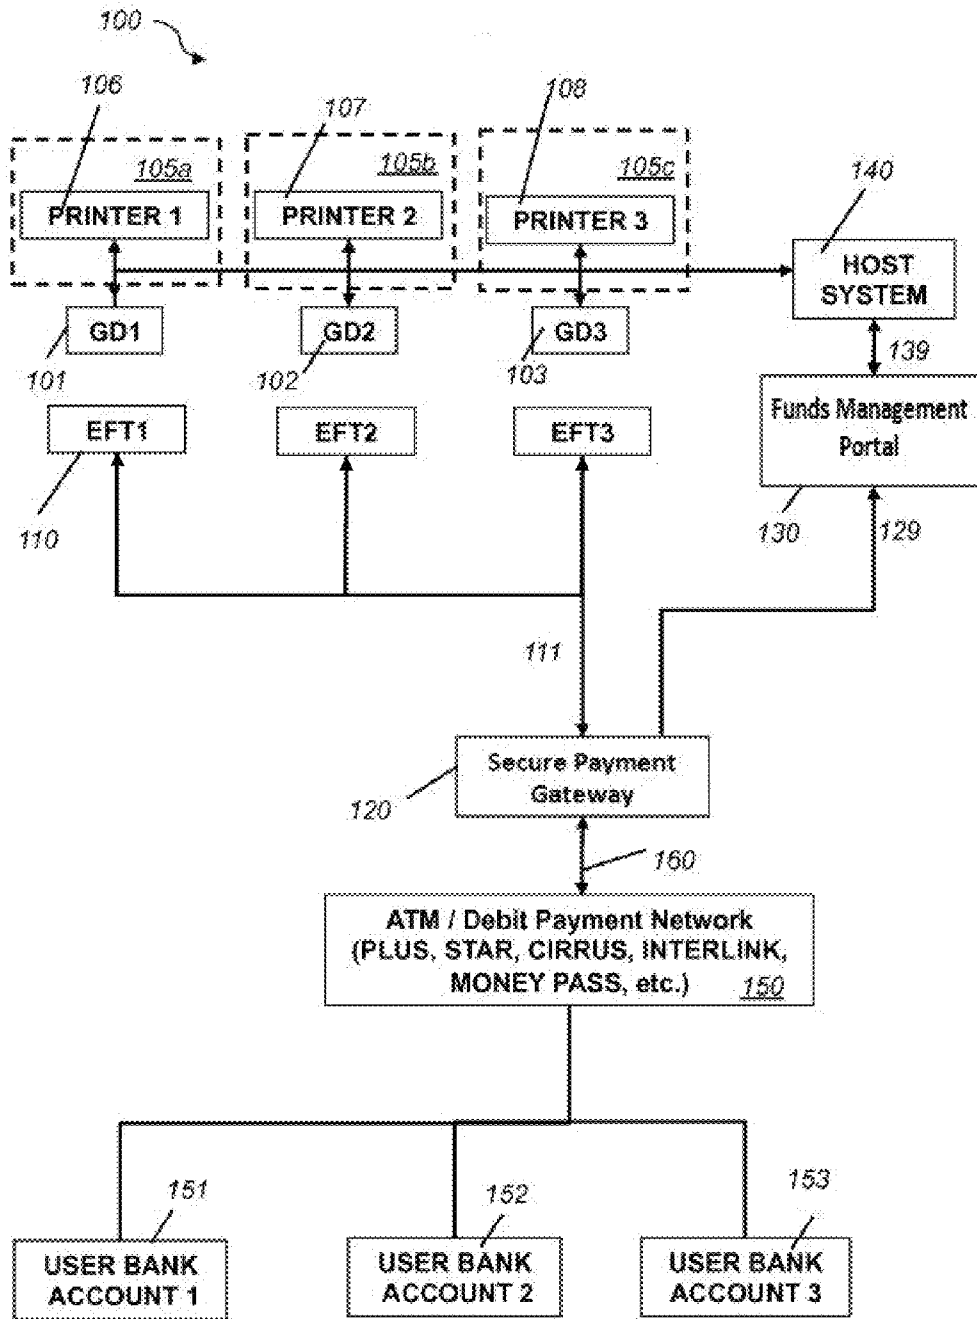 100
106
107
108
105a
105b
105c
140
PRINTER 1
PRINTER 2
PRINTER 3
HOST
SYSTEM
GD1
GD2
GD3
101
102
103
139
EFT1
EFT2
EFT3
Funds Management
Portal
110
130
129
111
Secure Payment
Gateway
120
160
ATM / Debit Payment Network
(PLUS, STAR, CIRRUS, INTERLINK,
MONEY PASS, etc.)
150
151
152
153
USER BANK
ACCOUNT 1
USER BANK
ACCOUNT 2
USER BANK
ACCOUNT 3